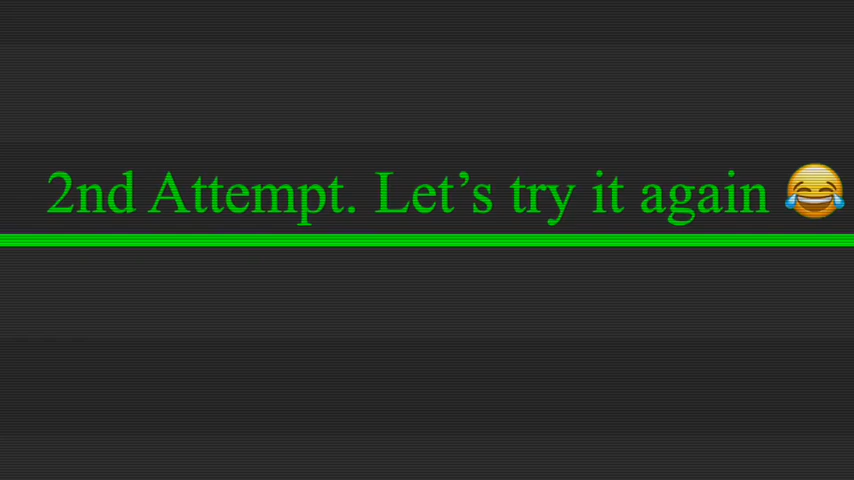 2nd Attempt. Let’s try it again 😂